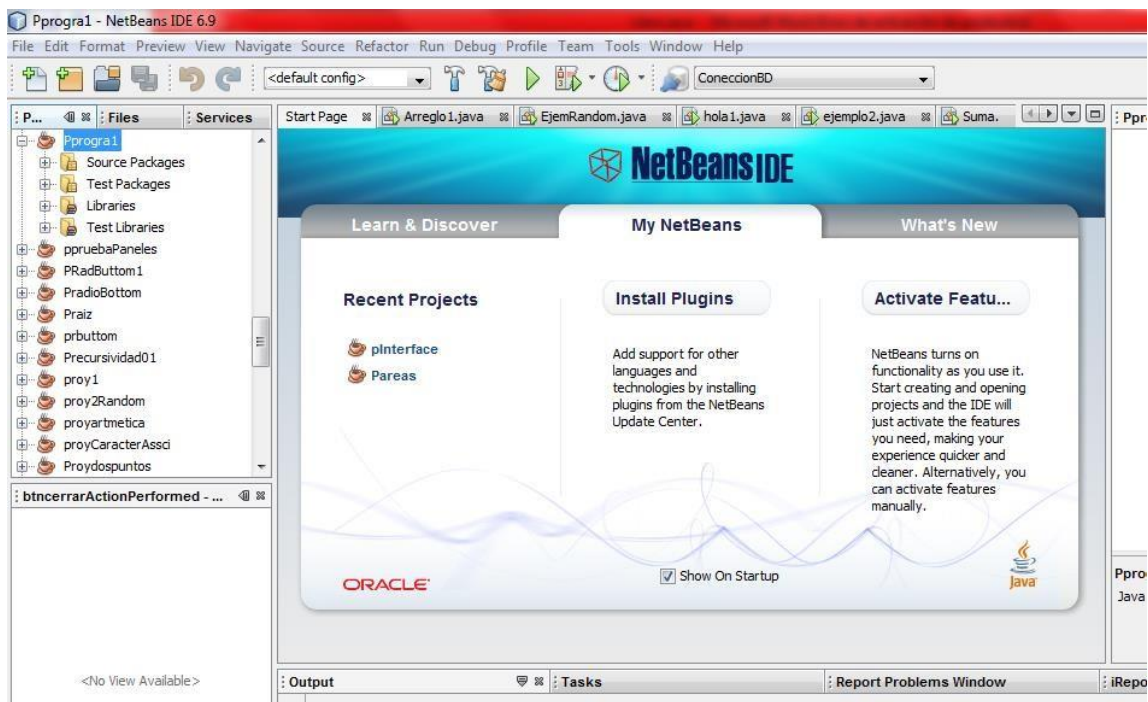 Pprogra1 - NetBeans IDE 6.9
File Edit Format Preview View Navigate Source Refactor Run Debug Profile Team Tools Window Help
<default config> ConeccionBD
P... Files Services
Start Page Arreglo1.java EjemRandom.java hola1.java ejemplo2.java Suma.
Pprogra1
Source Packages
Test Packages
Libraries
Test Libraries
ppruebaPaneles
PRadButtom1
PradioBottom
Praiz
prbuttom
Precursividad01
proy1
proy2Random
proyartmetica
proyCaracterAssci
Proydospuntos
btncerrarActionPerformed - ...
<No View Available>
NetBeans IDE
Learn & Discover
My NetBeans
What's New
Recent Projects
pInterface
Pareas
Install Plugins
Add support for other
languages and
technologies by installing
plugins from the NetBeans
Update Center.
Activate Featu...
NetBeans turns on
functionality as you use it.
Start creating and opening
projects and the IDE will
just activate the features
you need, making your
experience quicker and
cleaner. Alternatively, you
can activate features
manually.
ORACLE
Show On Startup
Java
Java
Output Tasks Report Problems Window